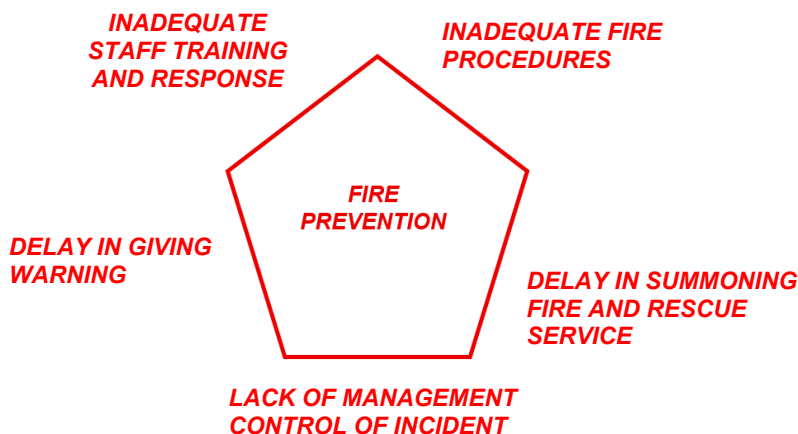 INADEQUATE
STAFF TRAINING
AND RESPONSE
INADEQUATE FIRE
PROCEDURES
FIRE
PREVENTION
DELAY IN GIVING
WARNING
DELAY IN SUMMONING
FIRE AND RESCUE
SERVICE
LACK OF MANAGEMENT
CONTROL OF INCIDENT